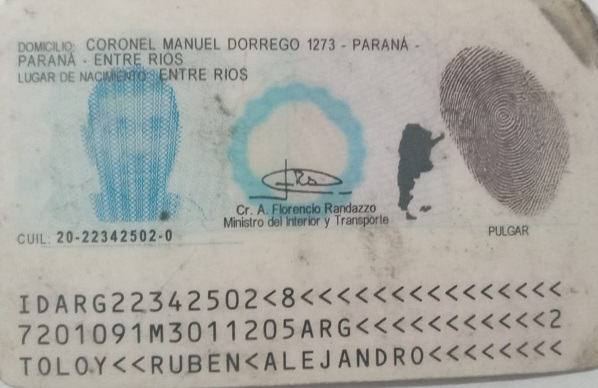 DOMICILIO: CORONEL MANUEL DORREGO 1273 - PARANÁ -
PARANÁ - ENTRE RIOS
LUGAR DE NACIMIENTO: ENTRE RIOS
Cr. A. Florencio Randazzo
Ministro del Interior y Transporte
PULGAR
CUIL: 20-22342502-0
IDARG22342502<8<<<<<<<<<<<<<<<
7201091M3011205ARG<<<<<<<<<<<2
TOLOY<<RUBEN<ALEJANDRO<<<<<<<<